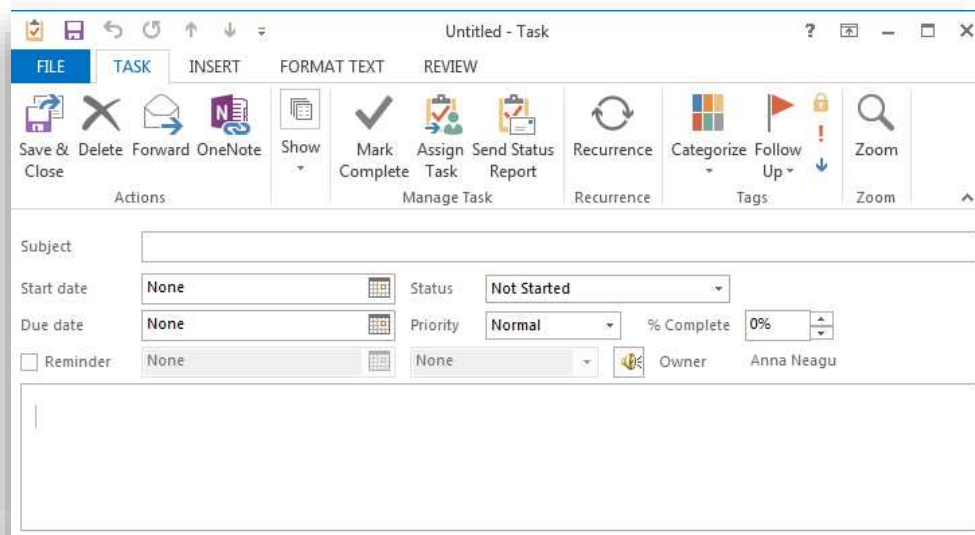 Untitled - Task
?
FILE TASK INSERT FORMAT TEXT REVIEW
Save & Close Delete Forward OneNote Show Mark Complete Assign Task Send Status Report Recurrence Categorize Follow Up Zoom
Actions Manage Task Recurrence Tags Zoom
Subject
Start date None Status Not Started
Due date None Priority Normal % Complete 0%
Reminder None None Owner Anna Neagu